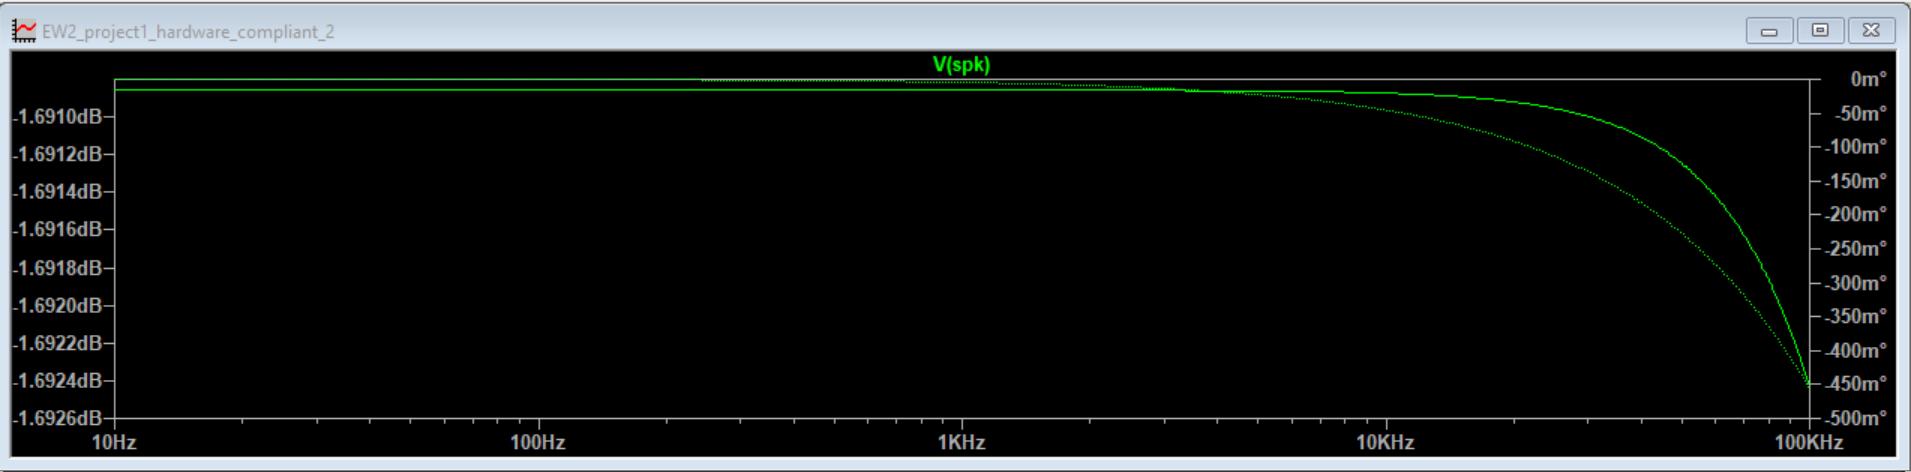 EW2_project1_hardware_compliant_2
V(spk)
-1.6910dB
-1.6912dB
-1.6914dB
-1.6916dB
-1.6918dB
-1.6920dB
-1.6922dB
-1.6924dB
-1.6926dB
0m°
-50m°
-100m°
-150m°
-200m°
-250m°
-300m°
-350m°
-400m°
-450m°
-500m°
10Hz 100Hz 1KHz 10KHz 100KHz